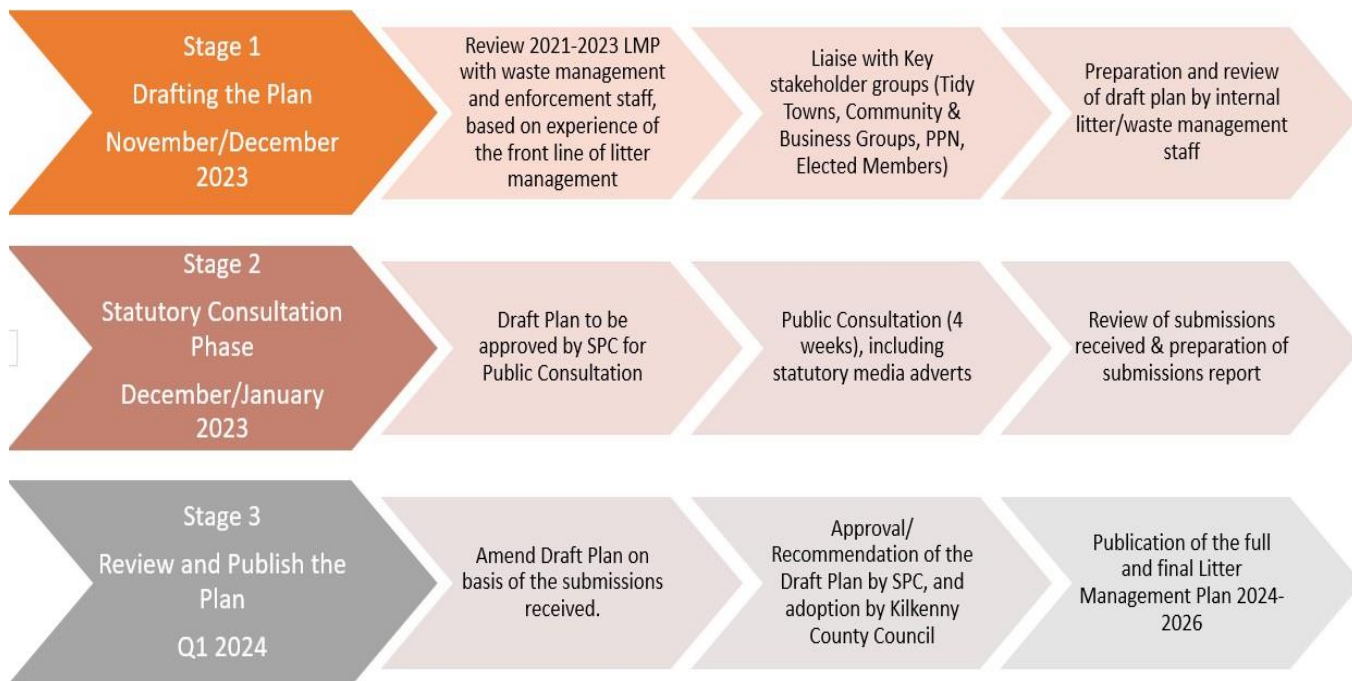 Stage 1
Drafting the Plan
November/December
2023
Review 2021-2023 LMP
with waste management
and enforcement staff,
based on experience of
the front line of litter
management
Liaise with Key
stakeholder groups (Tidy
Towns, Community &
Business Groups, PPN,
Elected Members)
Preparation and review
of draft plan by internal
litter/waste management
staff
Stage 2
Statutory Consultation
Phase
December/January
2023
Draft Plan to be
approved by SPC for
Public Consultation
Public Consultation (4
weeks), including
statutory media adverts
Review of submissions
received & preparation of
submissions report
Stage 3
Review and Publish the
Plan
Q1 2024
Amend Draft Plan on
basis of the submissions
received.
Approval/
Recommendation of the
Draft Plan by SPC, and
adoption by Kilkenny
County Council
Publication of the full
and final Litter
Management Plan 2024-
2026